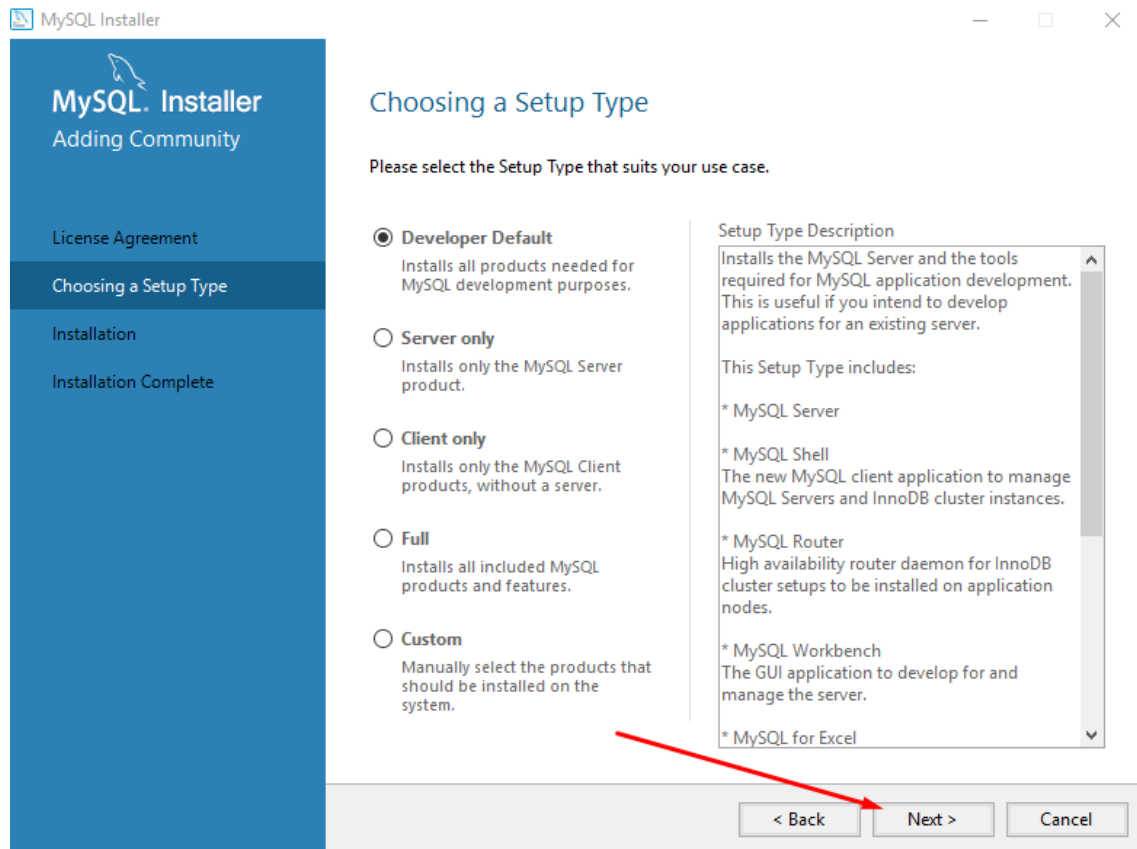 MySQL Installer
MySQL. Installer
Adding Community
License Agreement
Choosing a Setup Type
Installation
Installation Complete
Choosing a Setup Type
Please select the Setup Type that suits your use case.
Developer Default
Installs all products needed for
MySQL development purposes.
Server only
Installs only the MySQL Server
product.
Client only
Installs only the MySQL Client
products, without a server.
Full
Installs all included MySQL
products and features.
Custom
Manually select the products that
should be installed on the
system.
Setup Type Description
Installs the MySQL Server and the tools
required for MySQL application development.
This is useful if you intend to develop
applications for an existing server.
This Setup Type includes:
* MySQL Server
* MySQL Shell
The new MySQL client application to manage
MySQL Servers and InnoDB cluster instances.
* MySQL Router
High availability router daemon for InnoDB
cluster setups to be installed on application
nodes.
* MySQL Workbench
The GUI application to develop for and
manage the server.
* MySQL for Excel
< Back
Next >
Cancel